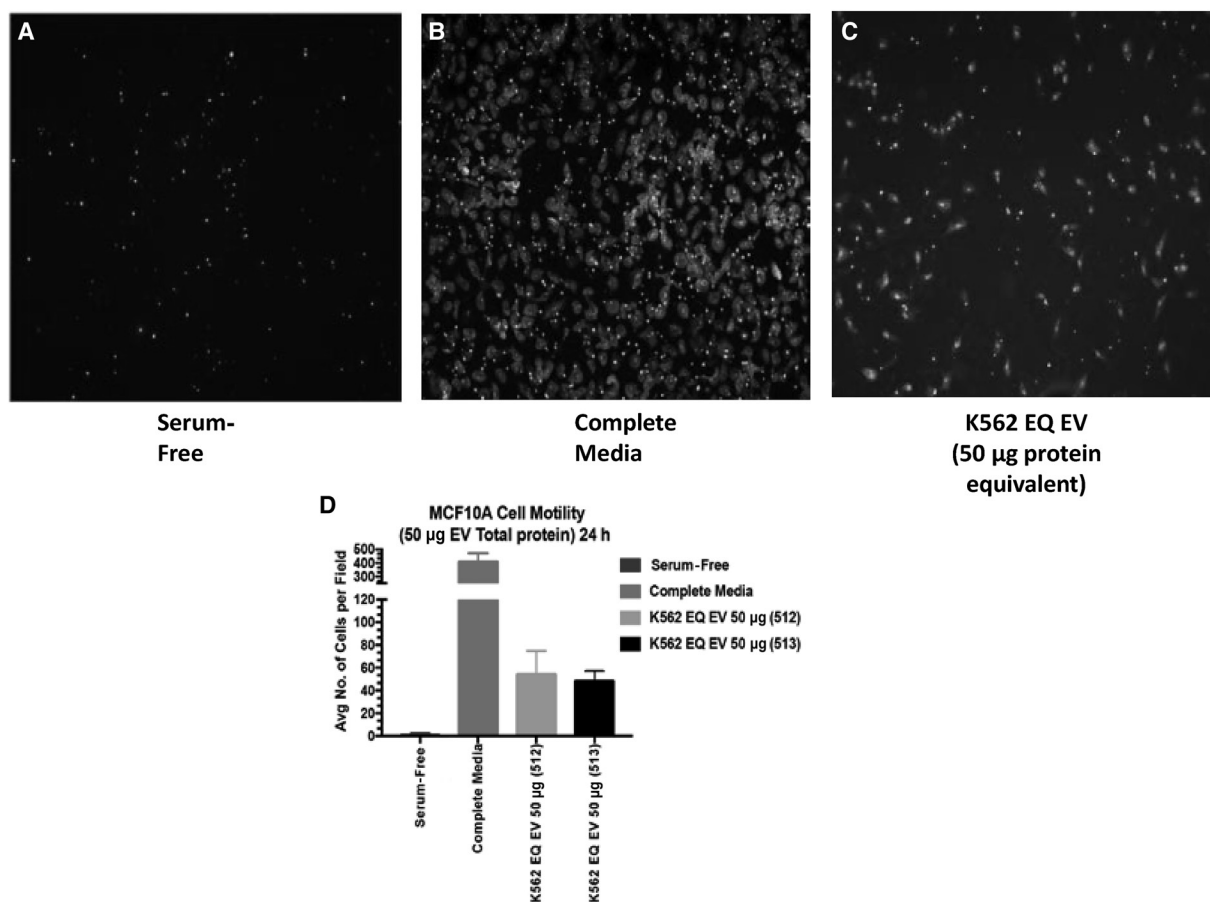 A
B
C
Serum-
Free
Complete
Media
K562 EQ EV
(50 µg protein
equivalent)
D
MCF10A Cell Motility
(50 µg EV Total protein) 24 h
Avg No. of Cells per Field
500
400
300
120
100
80
60
40
20
0
Serum-Free
Complete Media
K562 EQ EV 50 µg (512)
K562 EQ EV 50 µg (513)
Serum-Free
Complete Media
K562 EQ EV 50 µg (512)
K562 EQ EV 50 µg (513)